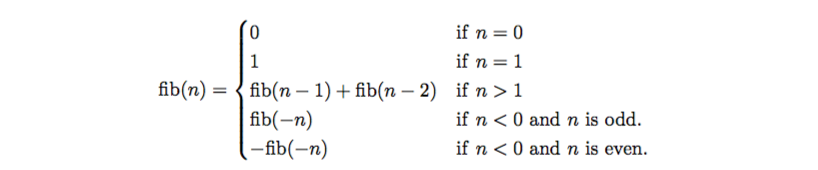 0 if n = 0
1 if n = 1
fib(n) = { fib(n − 1) + fib(n − 2) if n > 1
fib(−n) if n < 0 and n is odd.
−fib(−n) if n < 0 and n is even.